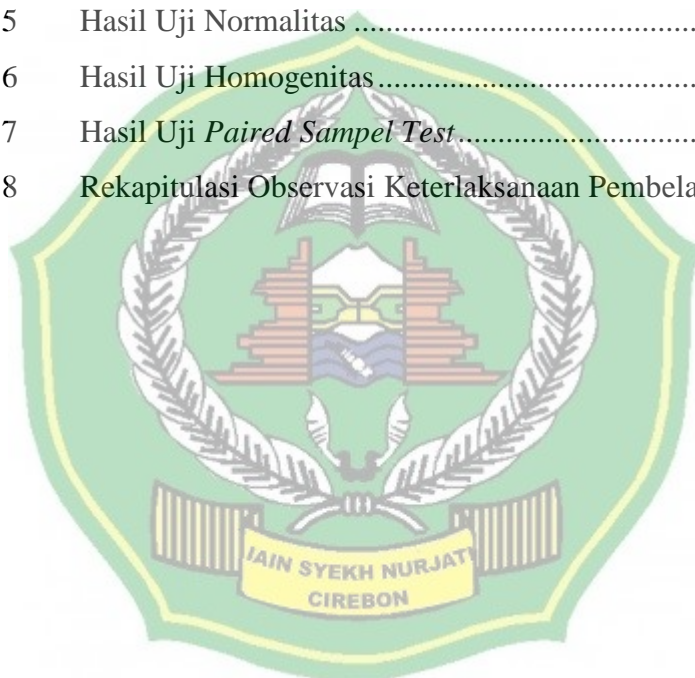 5 Hasil Uji Normalitas ........................................
6 Hasil Uji Homogenitas.....................................
7 Hasil Uji Paired Sampel Test............................
8 Rekapitulasi Observasi Keterlaksanaan
IAIN SYEKH NURJATI
CIREBON